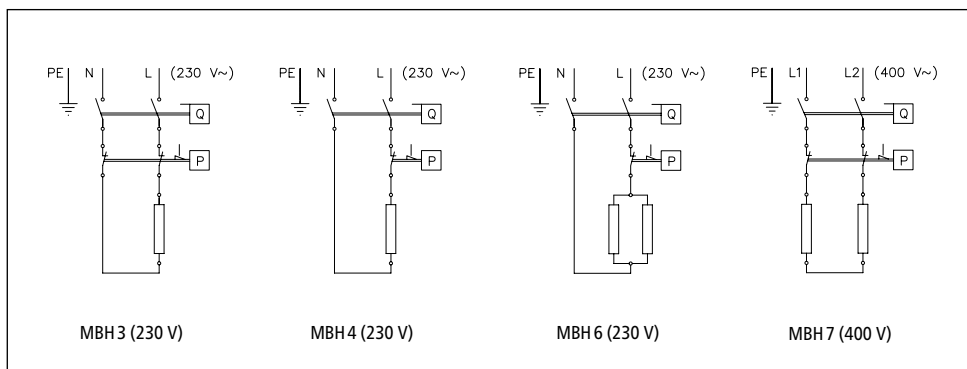 PE N L (230 V~)
Q
P
MBH 3 (230 V)
PE N L (230 V~)
Q
P
MBH 4 (230 V)
PE N L (230 V~)
Q
P
MBH 6 (230 V)
PE L1 L2 (400 V~)
Q
P
MBH 7 (400 V)